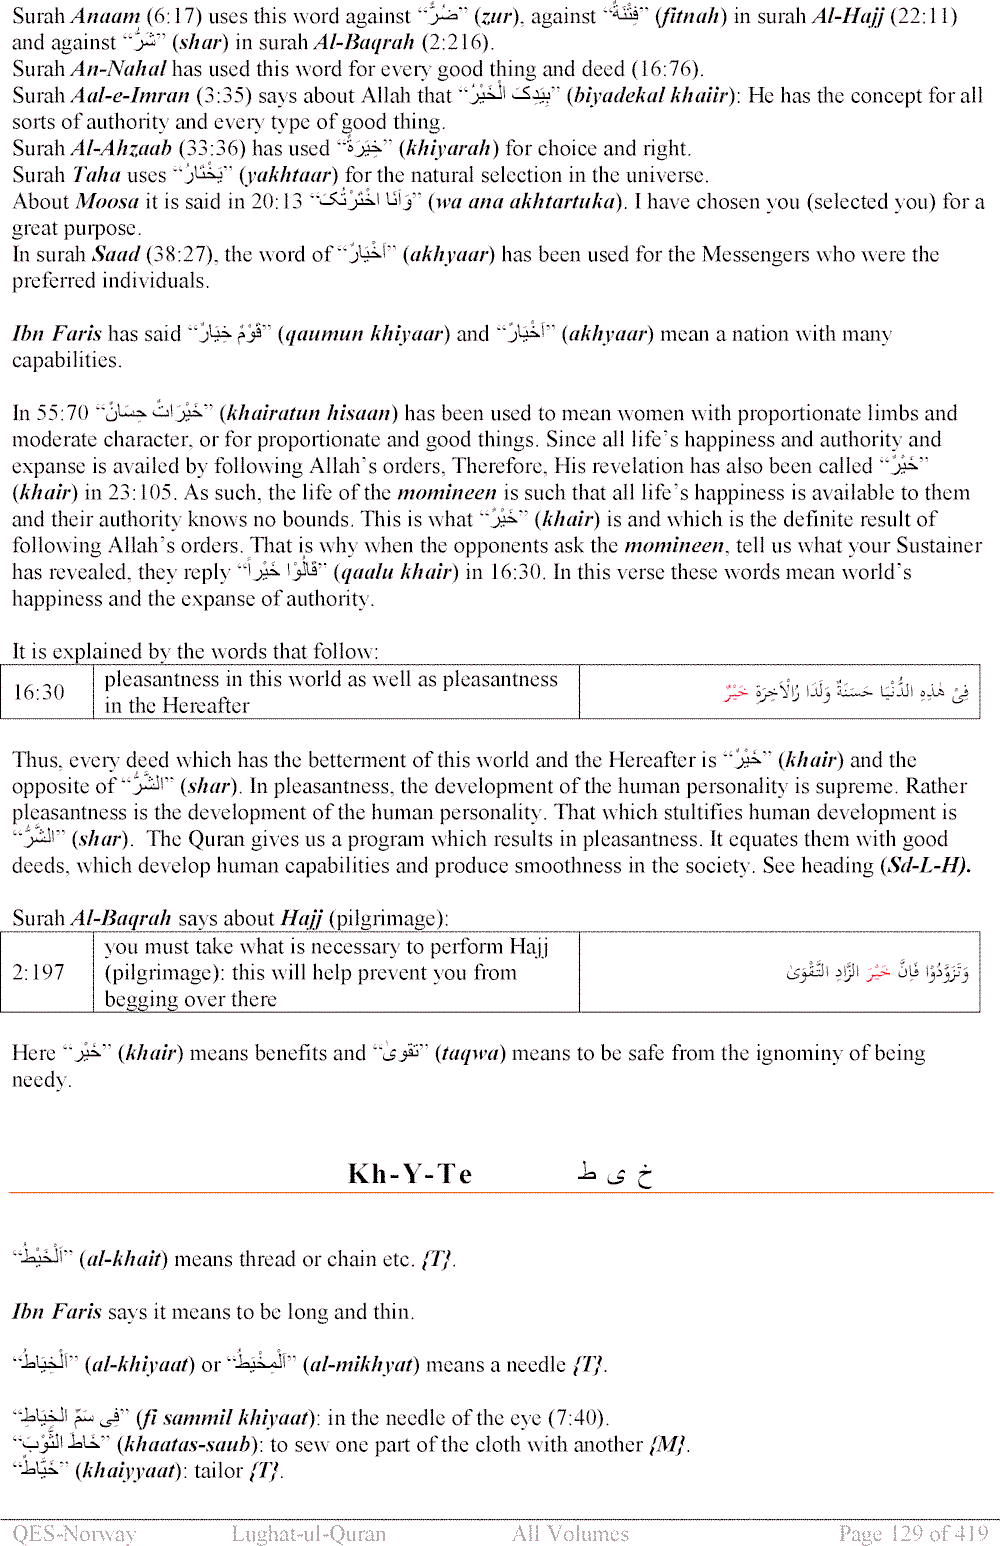 Surah Anaam (6:17) uses this word against “ضُرٌّ” (zur), against “فِتْنَةٌ” (fitnah) in surah Al-Hajj (22:11)
and against “شَرٌّ” (shar) in surah Al-Baqrah (2:216).
Surah An-Nahal has used this word for every good thing and deed (16:76).
Surah Aal-e-Imran (3:35) says about Allah that “بِيَدِكَ الْخَيْرُ” (biyadekal khaiir): He has the concept for all
sorts of authority and every type of good thing.
Surah Al-Ahzaab (33:36) has used “خِيَرَةٌ” (khiyarah) for choice and right.
Surah Taha uses “يَخْتَارُ” (yakhtaar) for the natural selection in the universe.
About Moosa it is said in 20:13 “وَاَنَا اخْتَرْتُکَ” (wa ana akhtartuka). I have chosen you (selected you) for a
great purpose.
In surah Saad (38:27), the word of “اَخْيَارٌ” (akhyaar) has been used for the Messengers who were the
preferred individuals.
Ibn Faris has said “قَوْمٌ خِيَارٌ” (qaumun khiyaar) and “اَخْيَارٌ” (akhyaar) mean a nation with many
capabilities.
In 55:70 “خَيْرَاتٌ حِسَانٌ” (khairatun hisaan) has been used to mean women with proportionate limbs and
moderate character, or for proportionate and good things. Since all life’s happiness and authority and
expanse is availed by following Allah’s orders, Therefore, His revelation has also been called “خَيْرٌ”
(khair) in 23:105. As such, the life of the momineen is such that all life’s happiness is available to them
and their authority knows no bounds. This is what “خَيْرٌ” (khair) is and which is the definite result of
following Allah’s orders. That is why when the opponents ask the momineen, tell us what your Sustainer
has revealed, they reply “قَالُوْا خَيْراً” (qaalu khair) in 16:30. In this verse these words mean world’s
happiness and the expanse of authority.
It is explained by the words that follow:
16:30 pleasantness in this world as well as pleasantness فِیْ هٰذِهِ الدُّنْيَا حَسَنَةٌ وَلَدَا رُالْاٰخِرَةِ خَيْرٌ
in the Hereafter
Thus, every deed which has the betterment of this world and the Hereafter is “خَيْرٌ” (khair) and the
opposite of “الشَّرُّ” (shar). In pleasantness, the development of the human personality is supreme. Rather
pleasantness is the development of the human personality. That which stultifies human development is
“الشَّرُّ” (shar). The Quran gives us a program which results in pleasantness. It equates them with good
deeds, which develop human capabilities and produce smoothness in the society. See heading (Sd-L-H).
Surah Al-Baqrah says about Hajj (pilgrimage):
you must take what is necessary to perform Hajj
2:197 (pilgrimage): this will help prevent you from وَتَزَوَّدُوْا فَاِنَّ خَيْرَ الزَّادِ التَّقْوَیٰ
begging over there
Here “خَيْر” (khair) means benefits and “تقویٰ” (taqwa) means to be safe from the ignominy of being
needy.
Kh-Y-Te خ ی ط
“اَلْخَيْطُ” (al-khait) means thread or chain etc. {T}.
Ibn Faris says it means to be long and thin.
“اَلْخِيَاطُ” (al-khiyaat) or “اَلْمِخْيَطُ” (al-mikhyat) means a needle {T}.
“فِی سَمِّ الْخِيَاطِ” (fi sammil khiyaat): in the needle of the eye (7:40).
“خَاطَ الثَّوْبَ” (khaatas-saub): to sew one part of the cloth with another {M}.
“خَيَّاطٌ” (khaiyyaat): tailor {T}.
QES-Norway Lughat-ul-Quran All Volumes Page 129 of 419